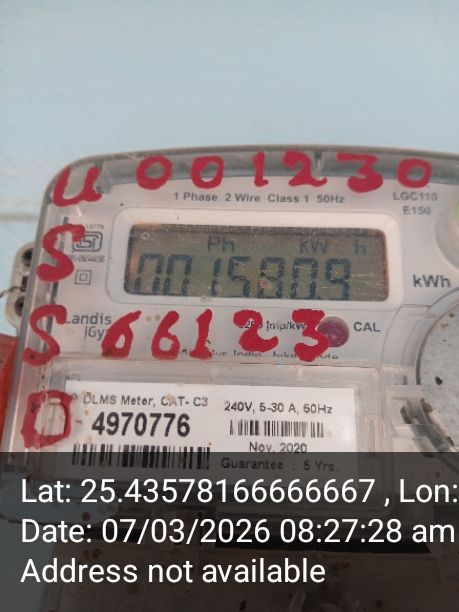 U 001230
1 Phase 2 Wire Class 1 50Hz
LGC110
E150
S
Ph kW h
001590.9
kWh
Landis
S 66123
CAL
DLMS Meter, CAT- C3
240V, 5-30 A, 50Hz
D 4970776
Nov, 2020
Guarantee : 5 Yrs.
Lat: 25.43578166666667 , Lon:
Date: 07/03/2026 08:27:28 am
Address not available